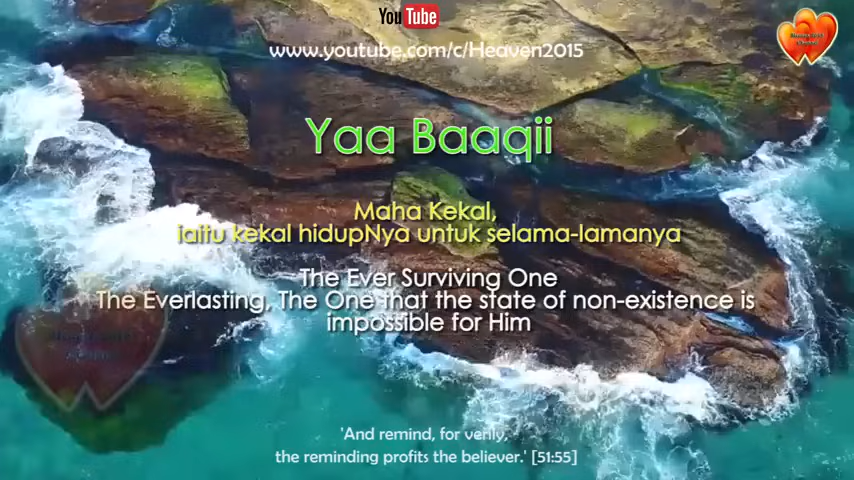 YouTube
www.youtube.com/c/Heaven2015
Yaa Baaqii
Maha Kekal,
iaitu kekal hidupNya untuk selama-lamanya
The Ever Surviving One
The Everlasting, The One that the state of non-existence is
impossible for Him
'And remind, for verily,
the reminding profits the believer.' [51:55]